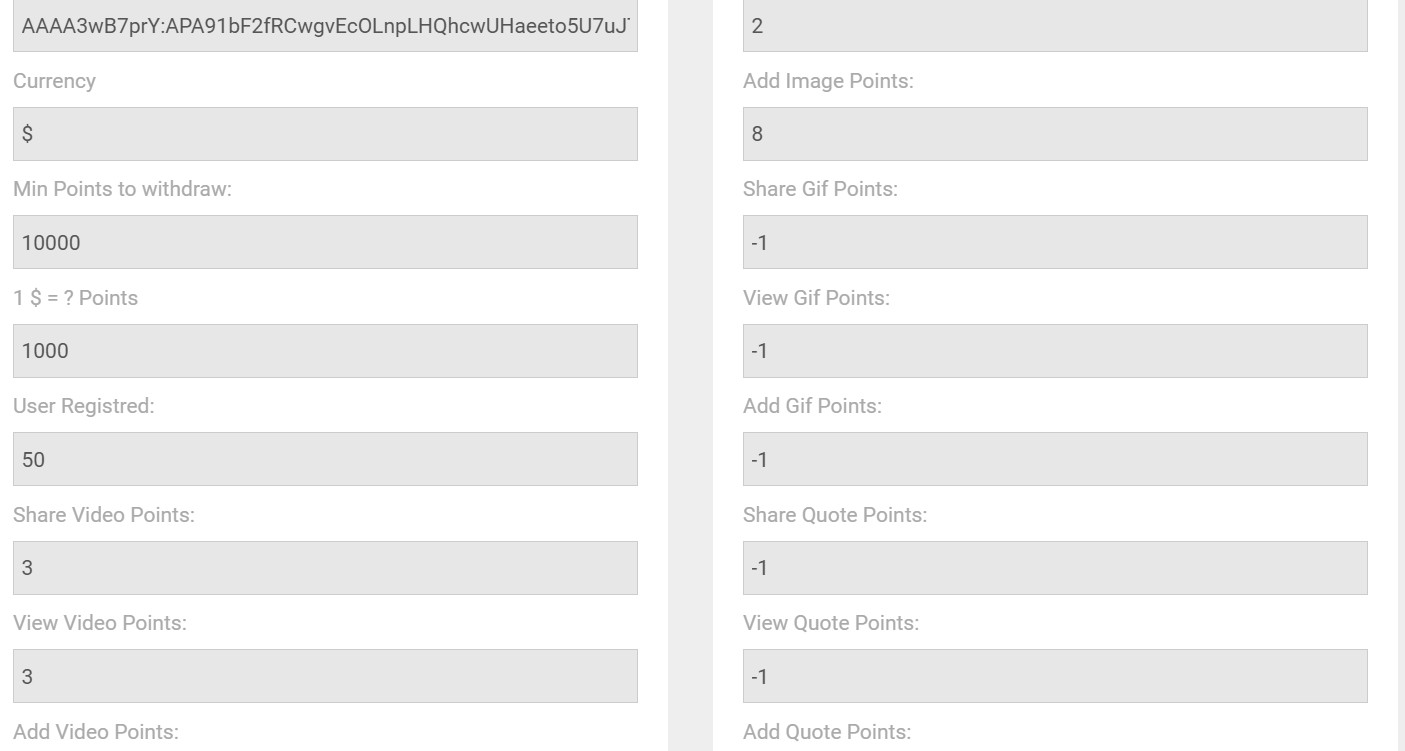 AAAA3wB7prY:APA91bF2fRCwgvEcOLnpLHQhcwUHaeeto5U7uJ
Currency
$
Min Points to withdraw:
10000
1 $ = ? Points
1000
User Registred:
50
Share Video Points:
3
View Video Points:
3
Add Video Points:
2
Add Image Points:
8
Share Gif Points:
-1
View Gif Points:
-1
Add Gif Points:
-1
Share Quote Points:
-1
View Quote Points:
-1
Add Quote Points: